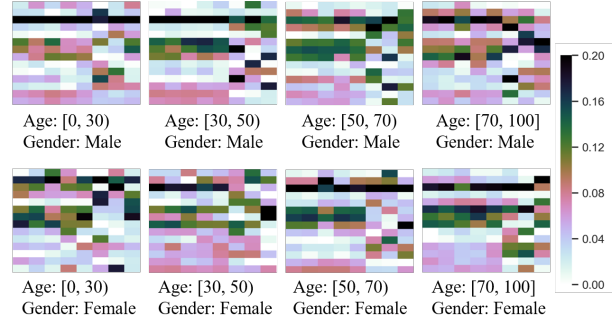 Age: [0, 30)
Gender: Male
Age: [30, 50)
Gender: Male
Age: [50, 70)
Gender: Male
Age: [70, 100]
Gender: Male
Age: [0, 30)
Gender: Female
Age: [30, 50)
Gender: Female
Age: [50, 70)
Gender: Female
Age: [70, 100]
Gender: Female
0.20
0.16
0.12
0.08
0.04
0.00